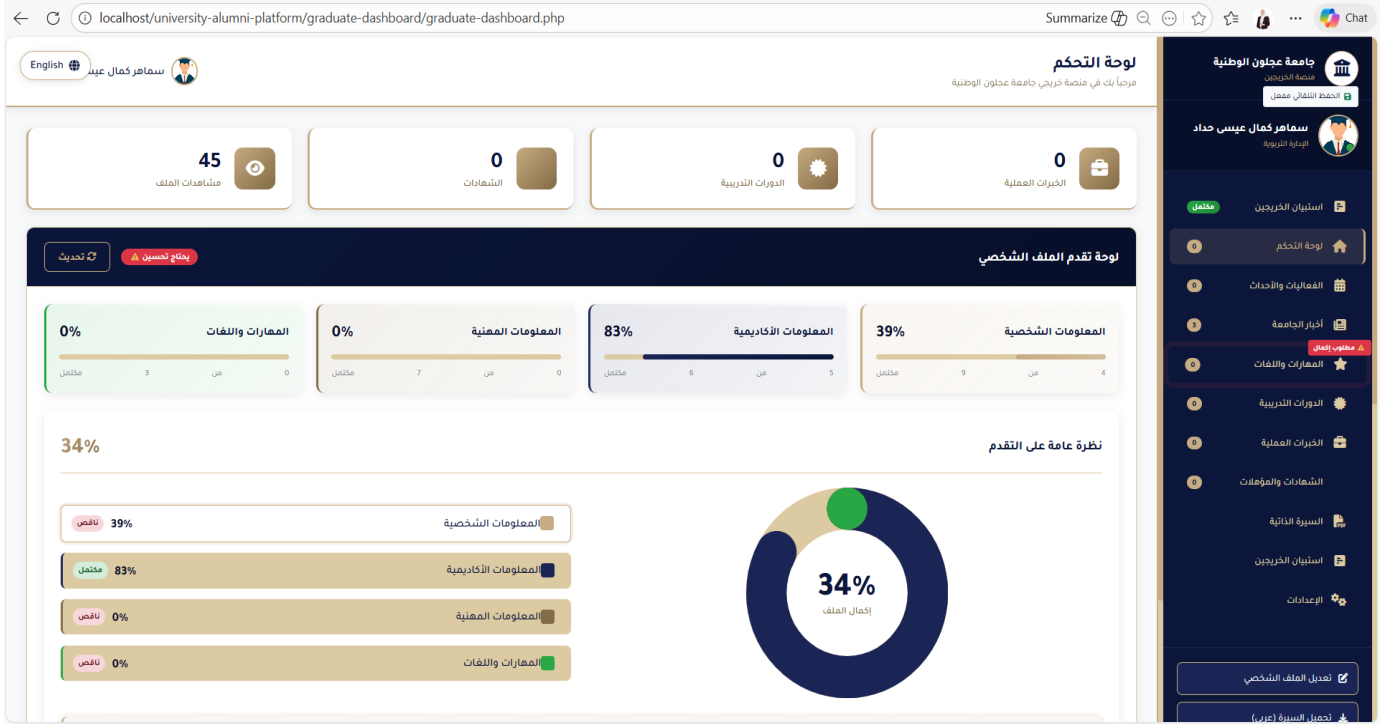 localhost/university-alumni-platform/graduate-dashboard/graduate-dashboard.php
Summarize
Chat
جامعة عجلون الوطنية
منصة الخريجين
الحفظ التلقائي مفعل
سماهر كمال عيسى حداد
الإدارة التربوية
استبيان الخريجين
مكتمل
لوحة التحكم
0
الفعاليات والأحداث
0
أخبار الجامعة
3
مطلوب إكمال
المهارات واللغات
0
الدورات التدريبية
0
الخبرات العملية
0
الشهادات والمؤهلات
0
السيرة الذاتية
استبيان الخريجين
الإعدادات
تعديل الملف الشخصي
تحميل السيرة (عربي)
لوحة التحكم
مرحباً بك في منصة خريجي جامعة عجلون الوطنية
سماهر كمال
English
0
الخبرات العملية
0
الدورات التدريبية
0
الشهادات
45
مشاهدات الملف
لوحة تقدم الملف الشخصي
يحتاج تحسين
تحديث
المعلومات الشخصية
39%
4 من 9 مكتمل
المعلومات الأكاديمية
83%
5 من 6 مكتمل
المعلومات المهنية
0%
0 من 7 مكتمل
المهارات واللغات
0%
0 من 3 مكتمل
نظرة عامة على التقدم
34%
34%
إكمال الملف
المعلومات الشخصية 39% ناقص
المعلومات الأكاديمية 83% مكتمل
المعلومات المهنية 0% ناقص
المهارات واللغات 0% ناقص